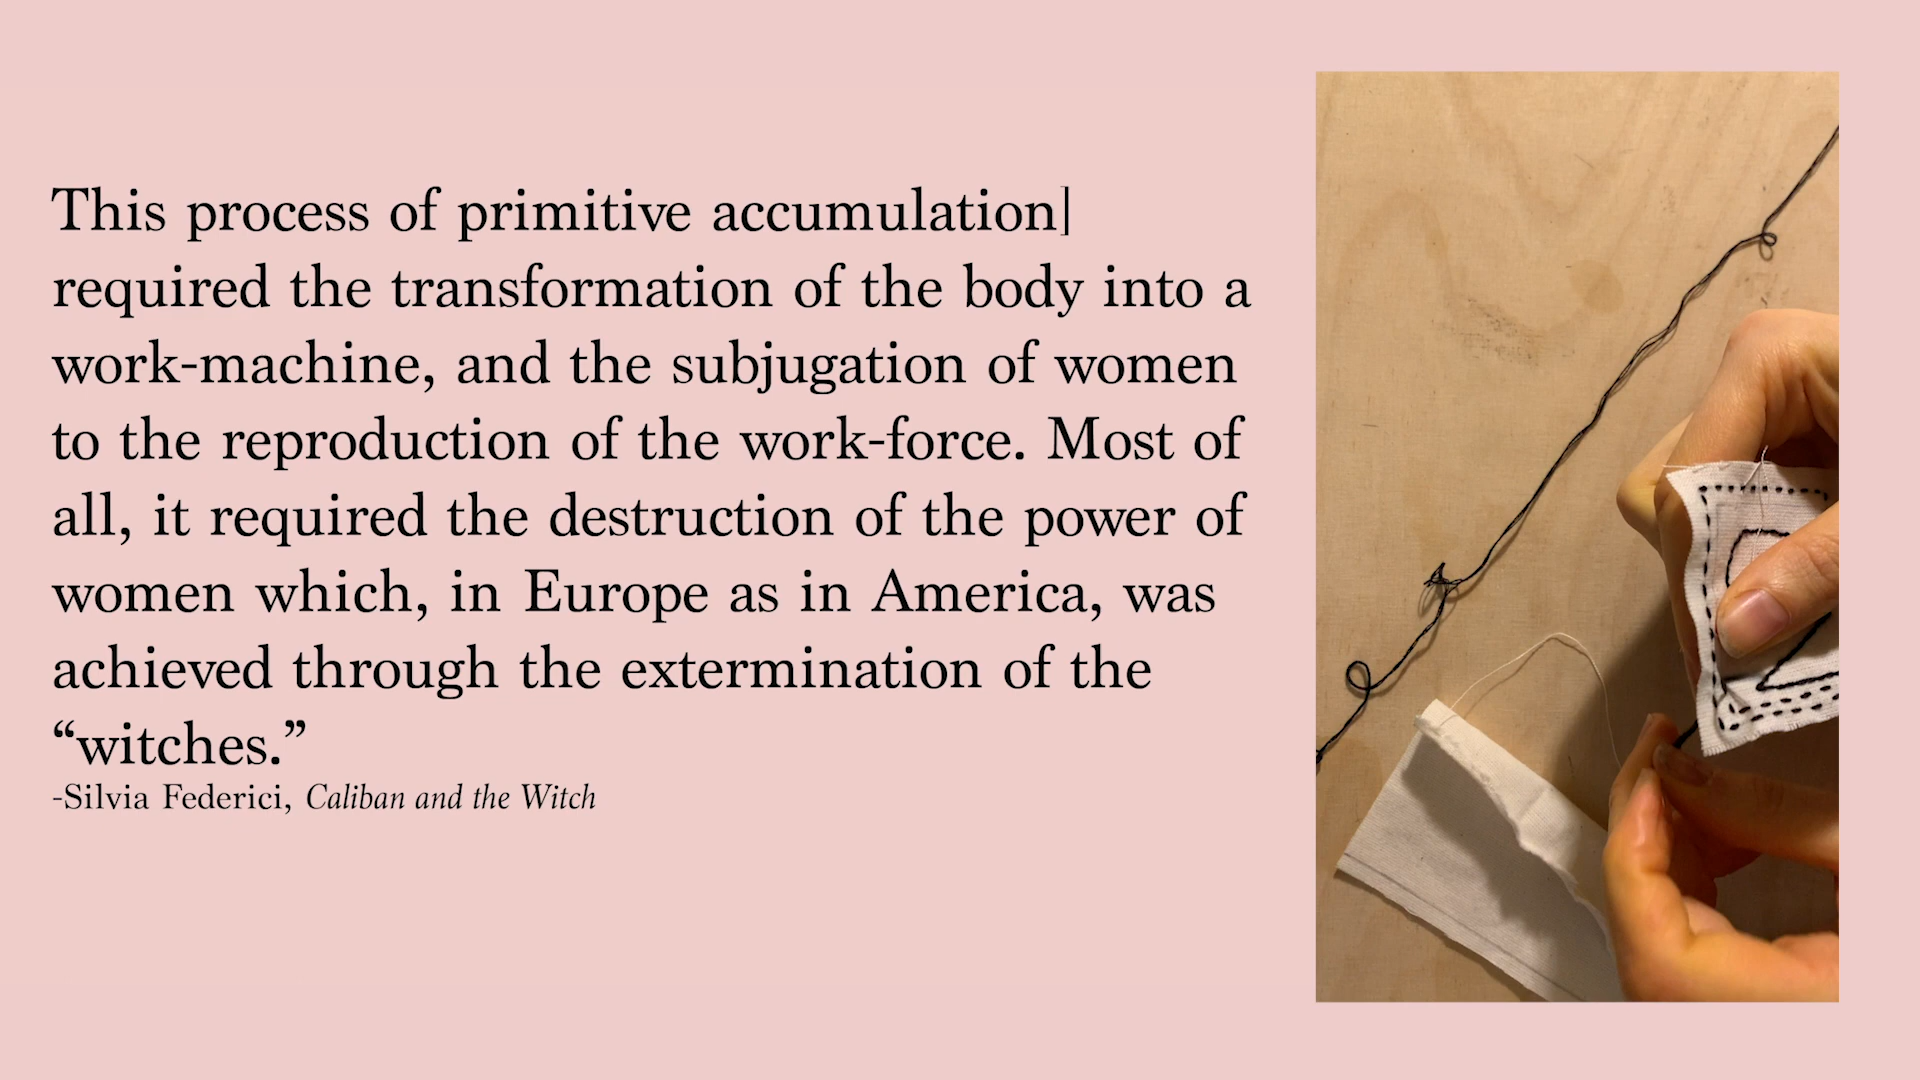 This process of primitive accumulation]
required the transformation of the body into a
work-machine, and the subjugation of women
to the reproduction of the work-force. Most of
all, it required the destruction of the power of
women which, in Europe as in America, was
achieved through the extermination of the
“witches.”
-Silvia Federici, Caliban and the Witch